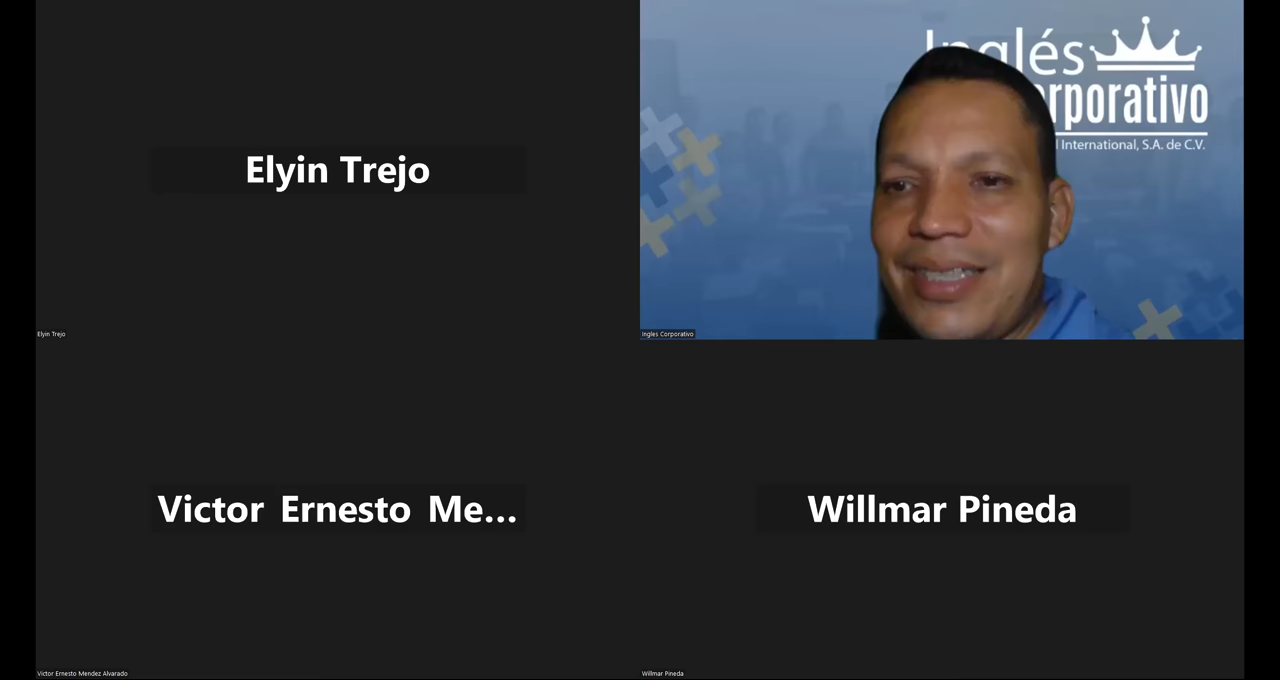 Elyin Trejo
Elyin Trejo
Inglés
rporativo
l International, S.A. de C.V.
Ingles Corporativo
Victor Ernesto Me...
Victor Ernesto Mendez Alvarado
Willmar Pineda
Willmar Pineda